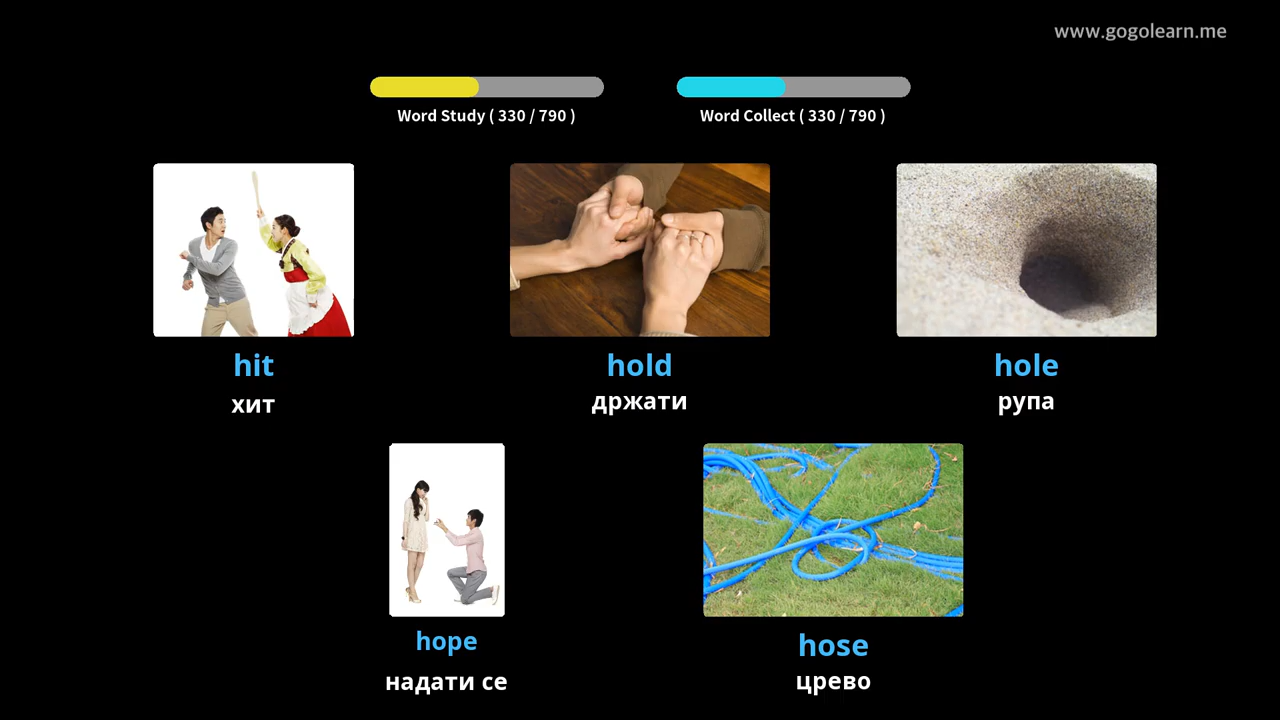 www.gogolearn.me
Word Study ( 330 / 790 )
Word Collect ( 330 / 790 )
hit
хит
hold
држати
hole
рупа
hope
надати се
hose
црево